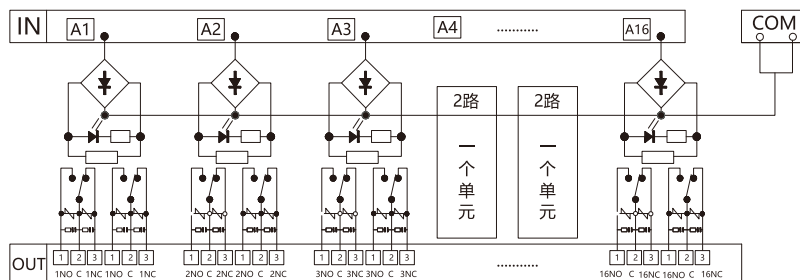 IN A1 A2 A3 A4 ........... A16 COM
2路一个单元 2路一个单元
OUT 1 2 3 1 2 3 1 2 3 1 2 3 1 2 3 1 2 3 ........... 1 2 3 1 2 3
1NO C 1NC 1NO C 1NC 2NO C 2NC 2NO C 2NC 3NO C 3NC 3NO C 3NC 16NO C 16NC 16NO C 16NC